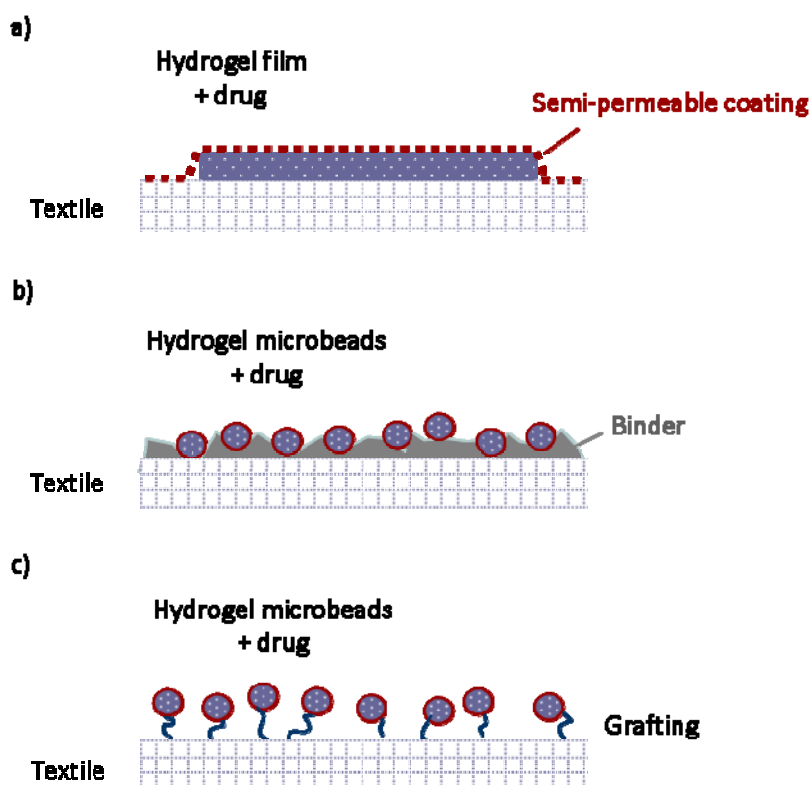 a)
Hydrogel film
+ drug
Semi-permeable coating
Textile
b)
Hydrogel microbeads
+ drug
Binder
Textile
c)
Hydrogel microbeads
+ drug
Grafting
Textile